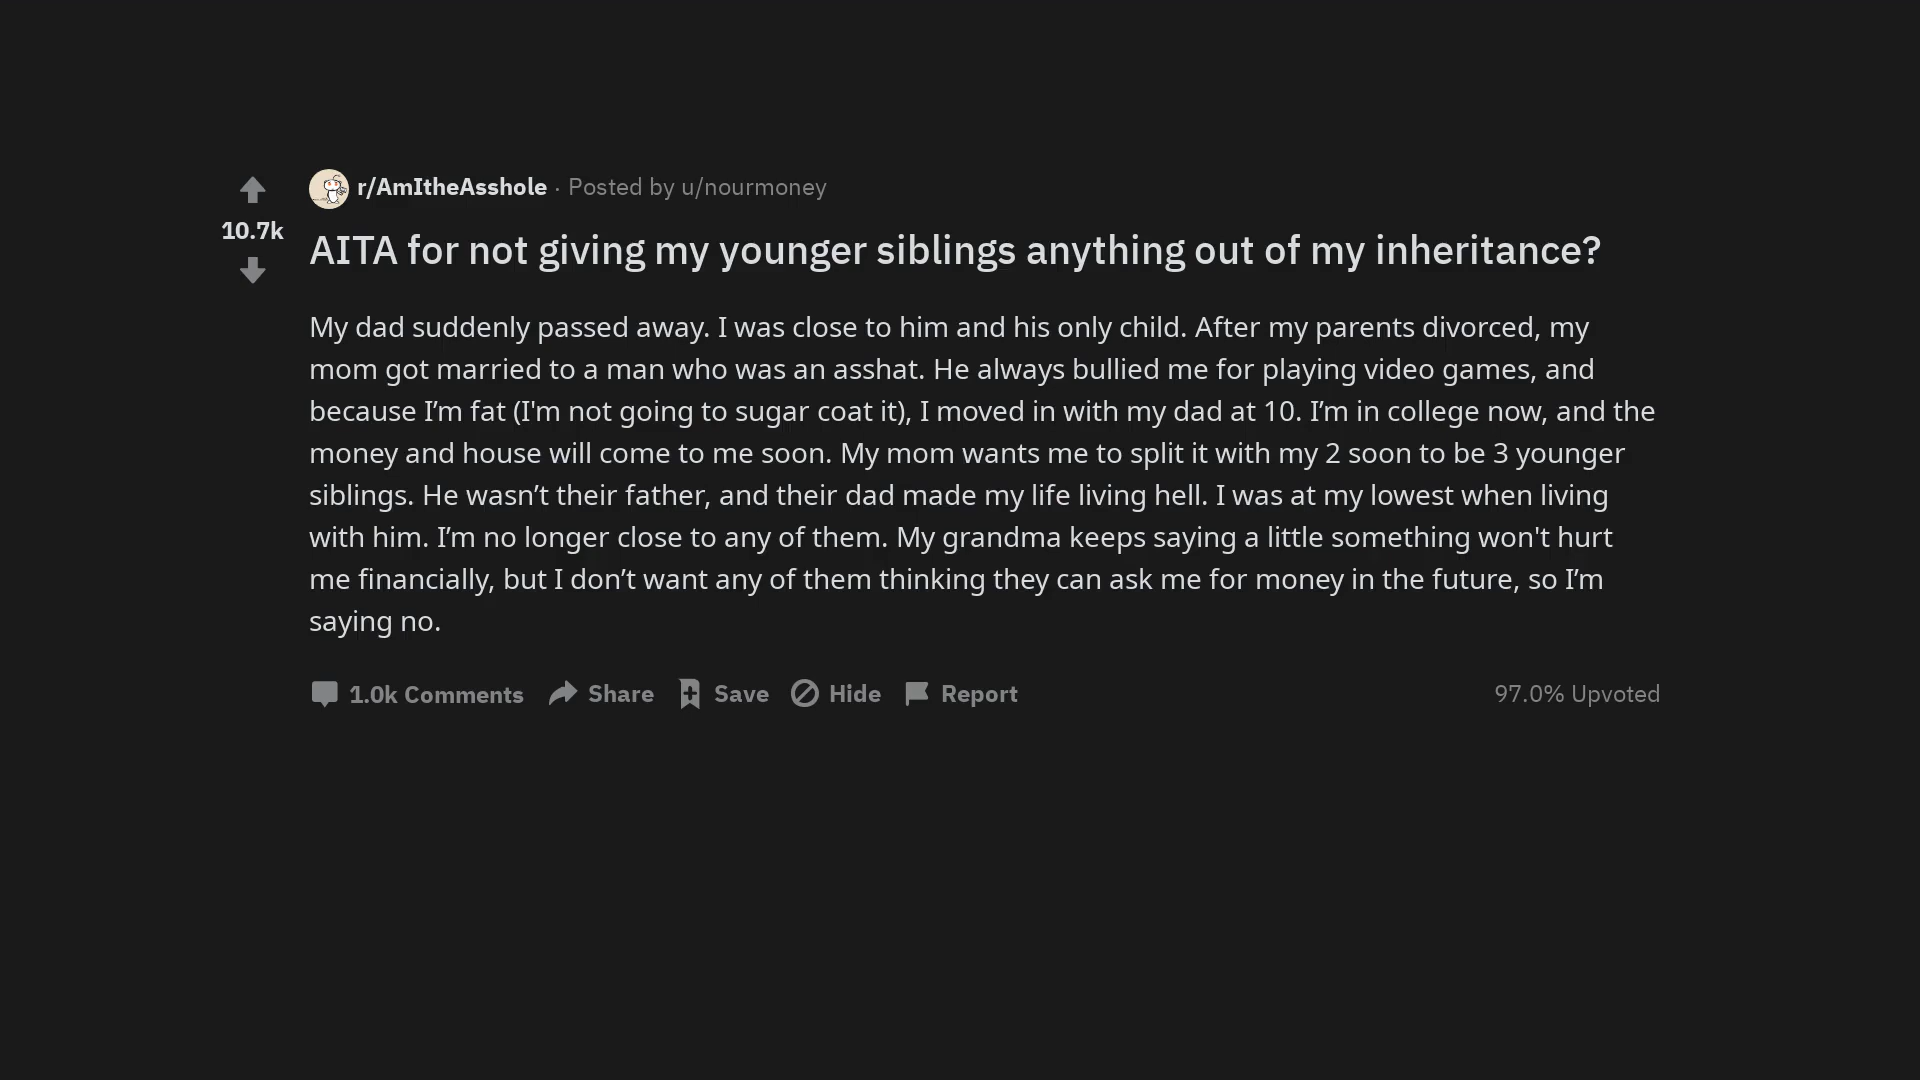 r/AmItheAsshole · Posted by u/nourmoney
10.7k
AITA for not giving my younger siblings anything out of my inheritance?
My dad suddenly passed away. I was close to him and his only child. After my parents divorced, my
mom got married to a man who was an asshat. He always bullied me for playing video games, and
because I’m fat (I'm not going to sugar coat it), I moved in with my dad at 10. I’m in college now, and the
money and house will come to me soon. My mom wants me to split it with my 2 soon to be 3 younger
siblings. He wasn’t their father, and their dad made my life living hell. I was at my lowest when living
with him. I’m no longer close to any of them. My grandma keeps saying a little something won't hurt
me financially, but I don’t want any of them thinking they can ask me for money in the future, so I’m
saying no.
1.0k Comments Share Save Hide Report 97.0% Upvoted